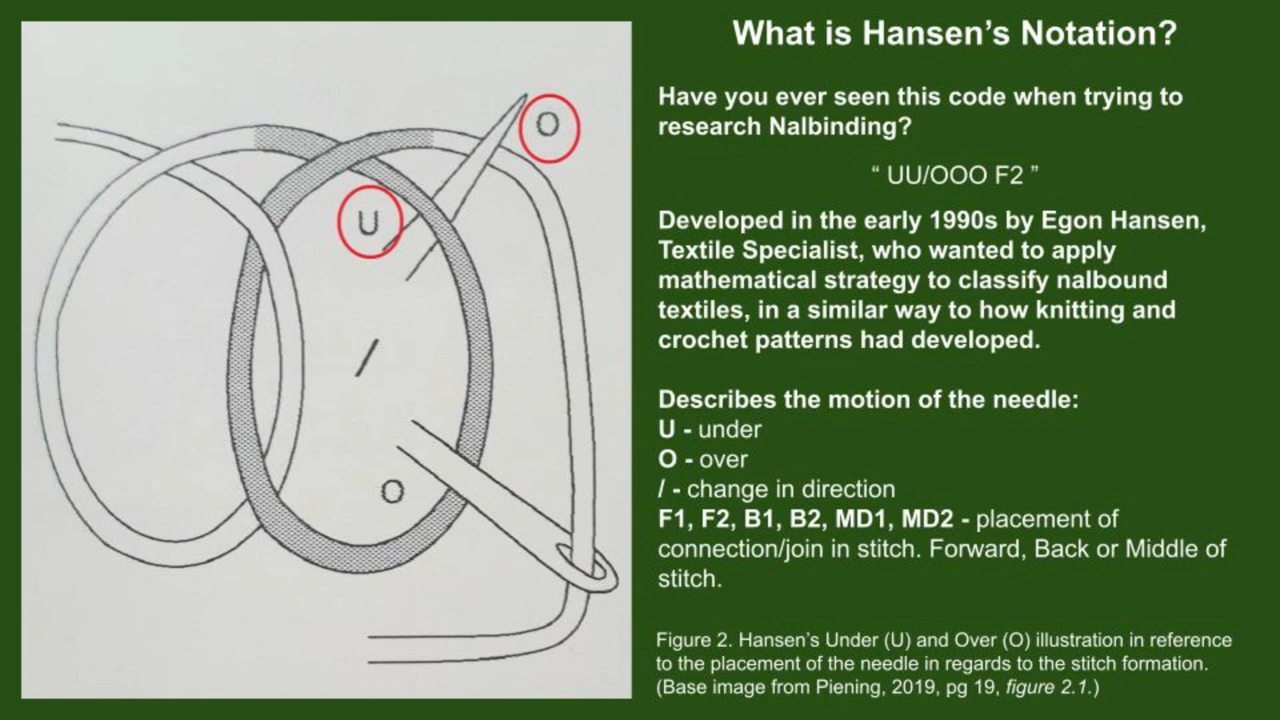 What is Hansen's Notation?
Have you ever seen this code when trying to
research Nalbinding?
“ UU/OOO F2 ”
Developed in the early 1990s by Egon Hansen,
Textile Specialist, who wanted to apply
mathematical strategy to classify nalbound
textiles, in a similar way to how knitting and
crochet patterns had developed.
Describes the motion of the needle:
U - under
O - over
/ - change in direction
F1, F2, B1, B2, MD1, MD2 - placement of
connection/join in stitch. Forward, Back or Middle of
stitch.
Figure 2. Hansen's Under (U) and Over (O) illustration in reference
to the placement of the needle in regards to the stitch formation.
(Base image from Piening, 2019, pg 19, figure 2.1.)
O
U
/
O